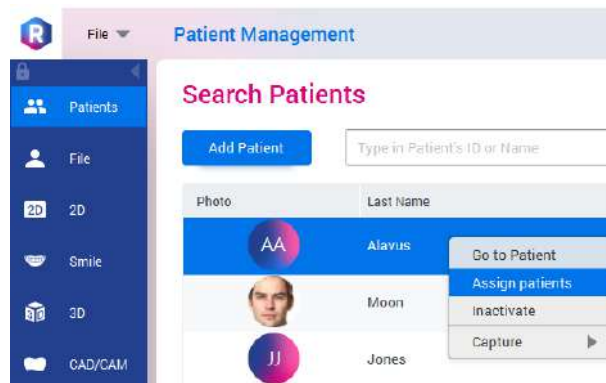 R File Patient Management
Patients
Search Patients
Add Patient Type in Patient's ID or Name
File
Photo Last Name
2D 2D
AA Alavus
Go to Patient
Smile
Assign patients
Moon
Inactivate
3D
Capture
JJ Jones
CAD/CAM